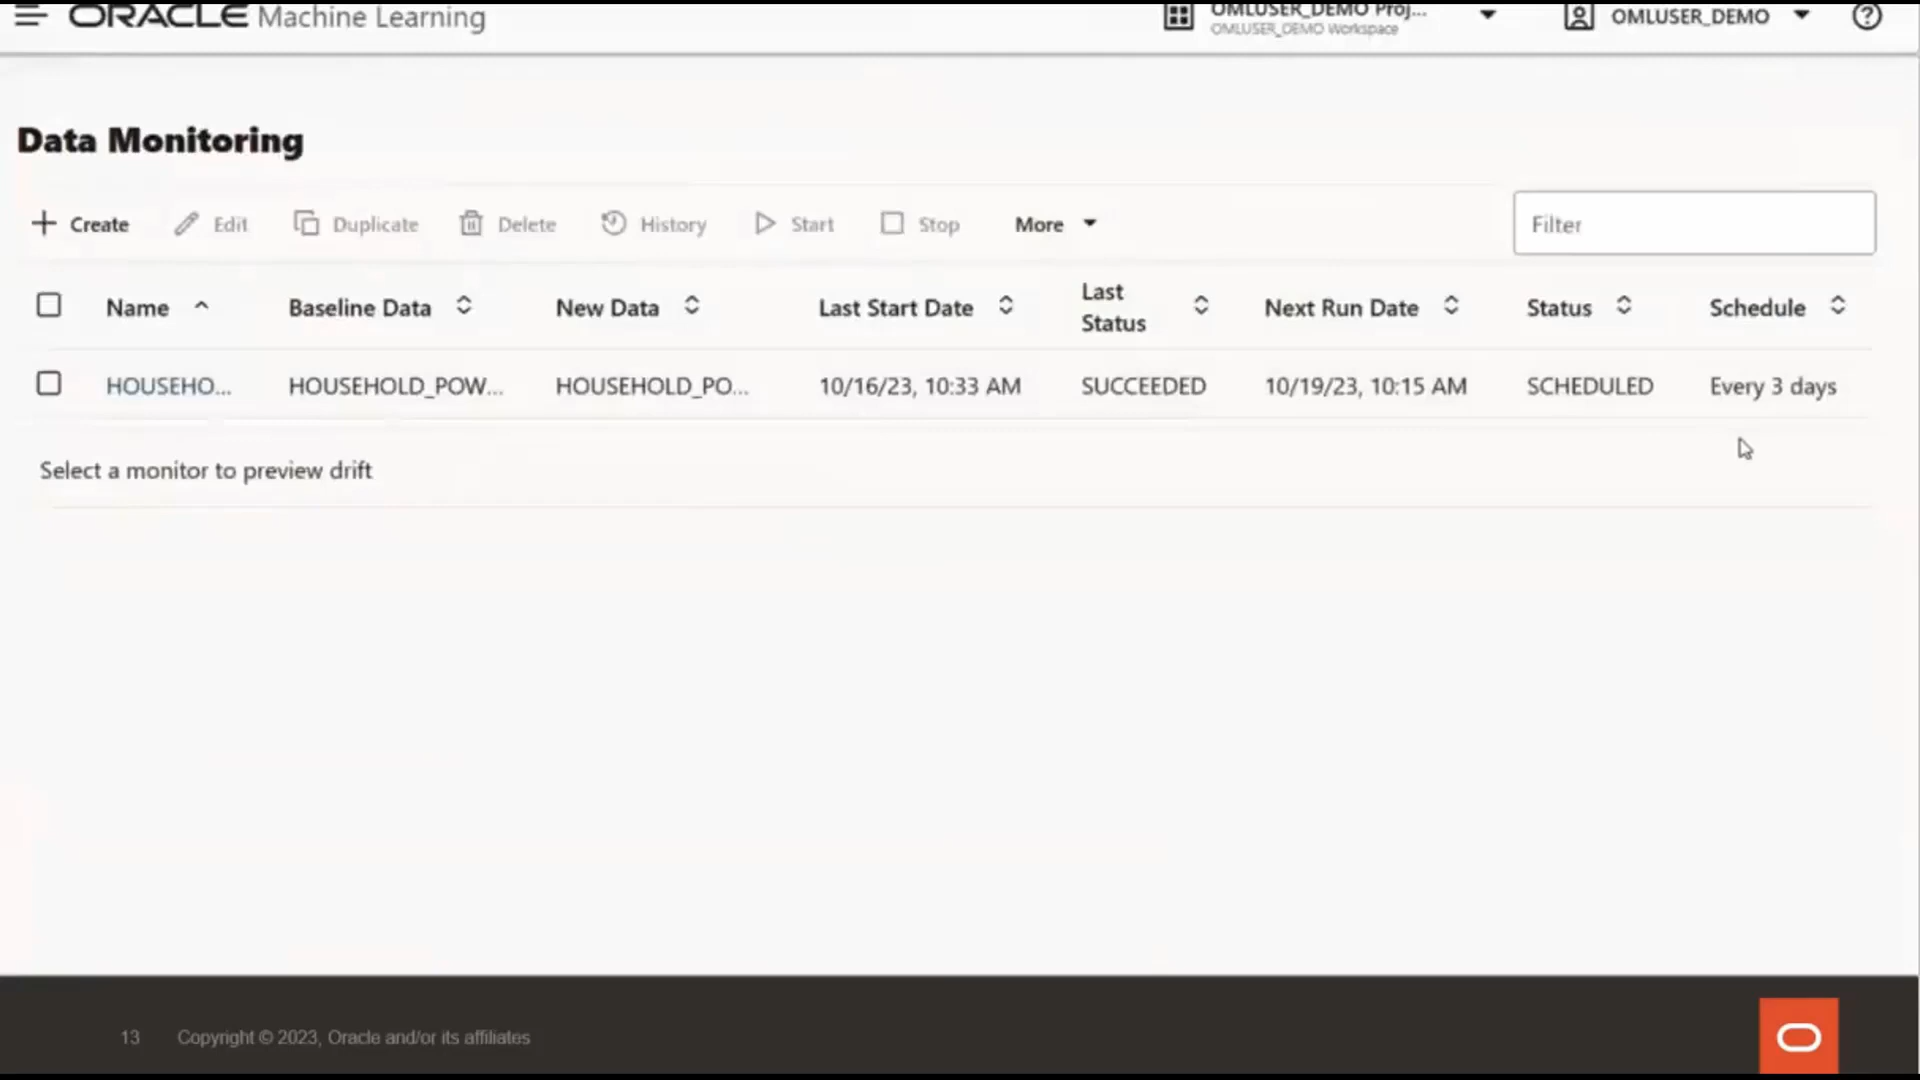 ORACLE Machine Learning
OMLUSER_DEMO Proj...
OMLUSER_DEMO Workspace
OMLUSER_DEMO
Data Monitoring
Create Edit Duplicate Delete History Start Stop More Filter
Name Baseline Data New Data Last Start Date Last Status Next Run Date Status Schedule
HOUSEHO... HOUSEHOLD_POW... HOUSEHOLD_PO... 10/16/23, 10:33 AM SUCCEEDED 10/19/23, 10:15 AM SCHEDULED Every 3 days
Select a monitor to preview drift
13 Copyright © 2023, Oracle and/or its affiliates